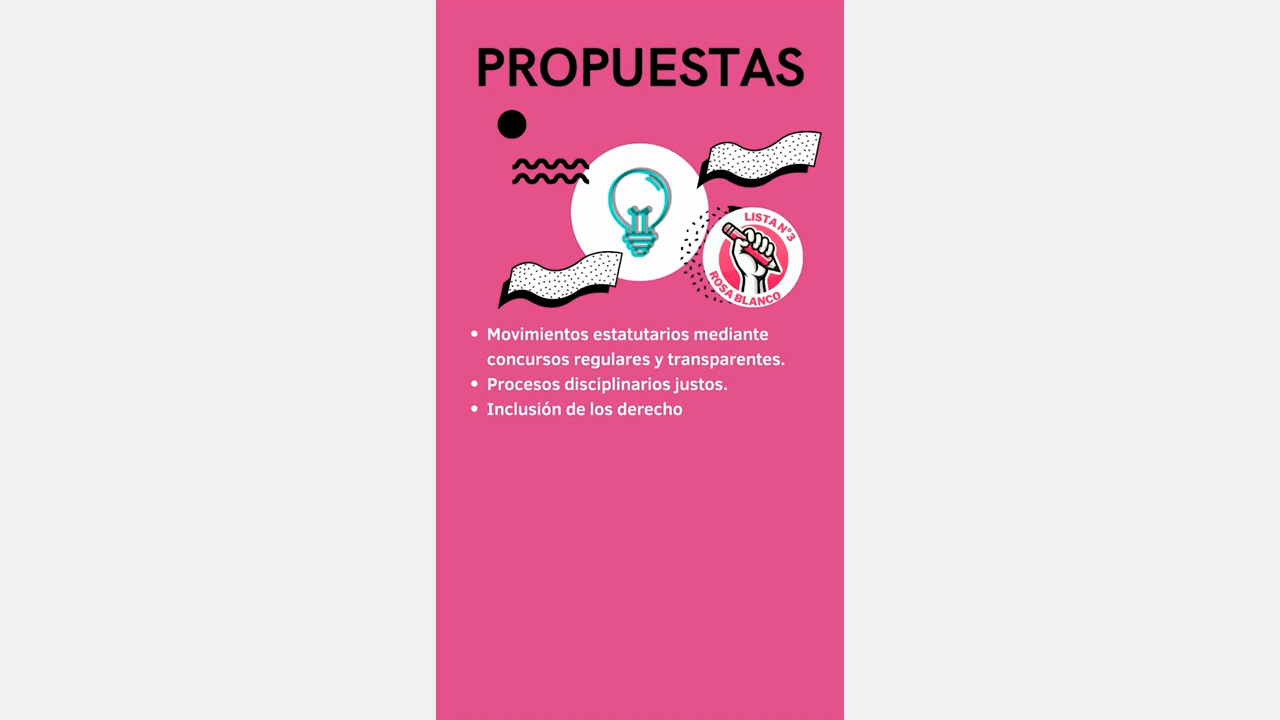 PROPUESTAS
LISTA N°3
ROSA BLANCO
• Movimientos estatutarios mediante
concursos regulares y transparentes.
• Procesos disciplinarios justos.
• Inclusión de los derecho